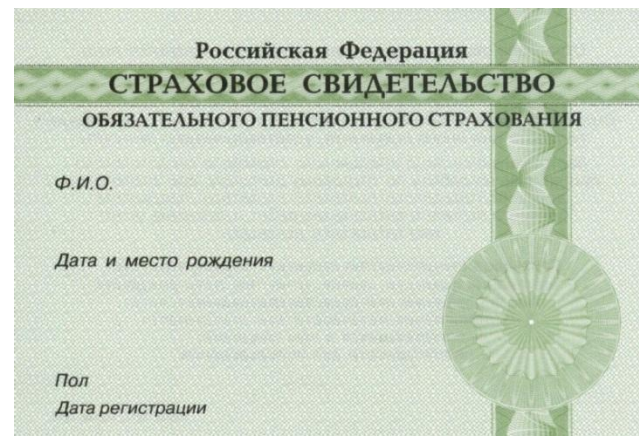 Российская Федерация
СТРАХОВОЕ СВИДЕТЕЛЬСТВО
ОБЯЗАТЕЛЬНОГО ПЕНСИОННОГО СТРАХОВАНИЯ
Ф.И.О.
Дата и место рождения
Пол
Дата регистрации